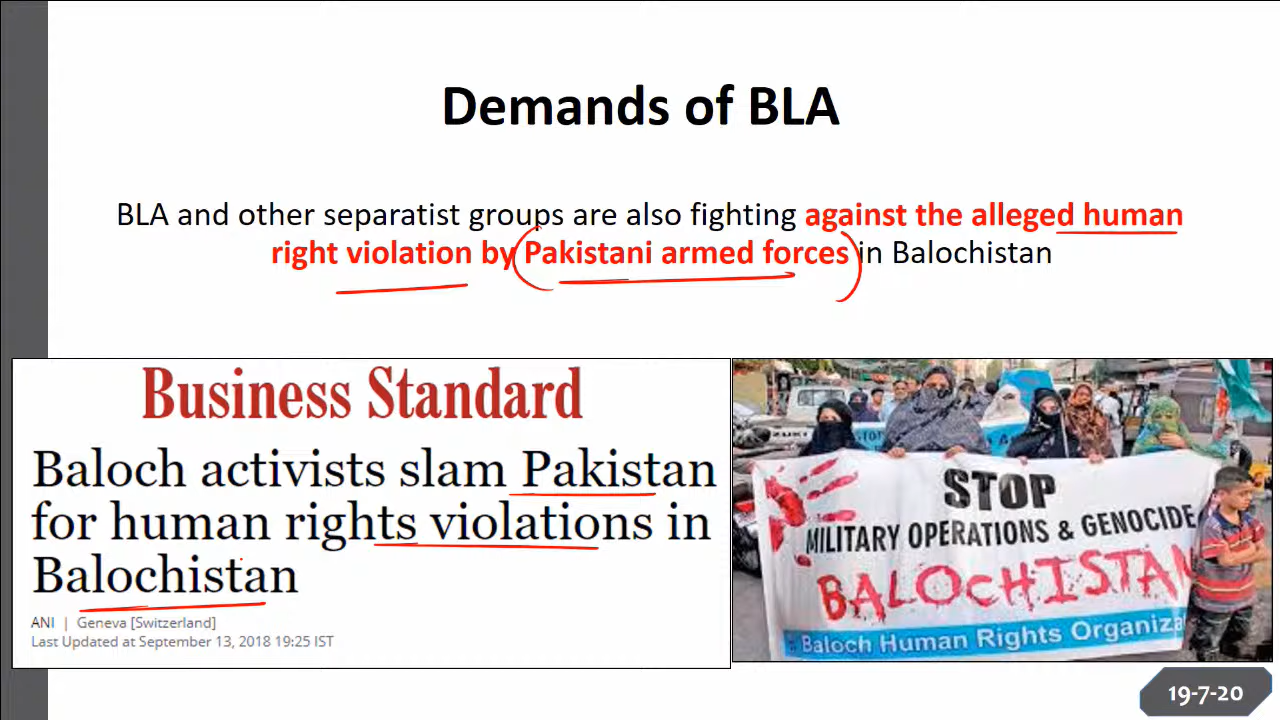 Demands of BLA
BLA and other separatist groups are also fighting against the alleged human
right violation by Pakistani armed forces in Balochistan
Business Standard
Baloch activists slam Pakistan
for human rights violations in
Balochistan
ANI | Geneva [Switzerland]
Last Updated at September 13, 2018 19:25 IST
STOP
STOP
MILITARY OPERATIONS & GENOCIDE
BALOCHISTAN
Baloch Human Rights Organiza
19-7-20